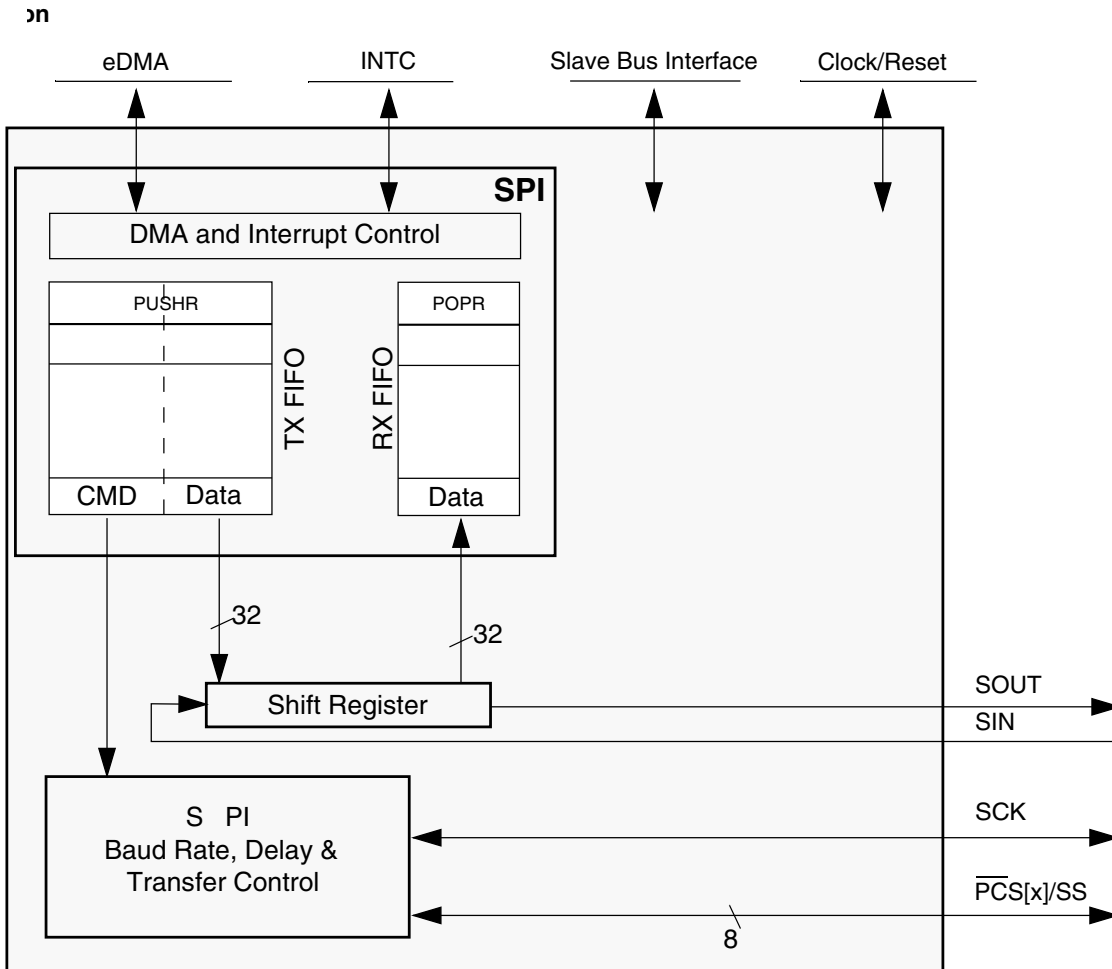 on
eDMA
INTC
Slave Bus Interface
Clock/Reset
SPI
DMA and Interrupt Control
PUSHR
POPR
TX FIFO
RX FIFO
CMD
Data
Data
32
32
Shift Register
SOUT
SIN
S PI
Baud Rate, Delay &
Transfer Control
SCK
PCS[x]/SS
8